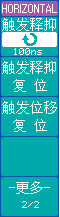 HORIZONTAL
触发释抑
100ns
触发释抑
复 位
触发位移
复 位
-更多-
2/2